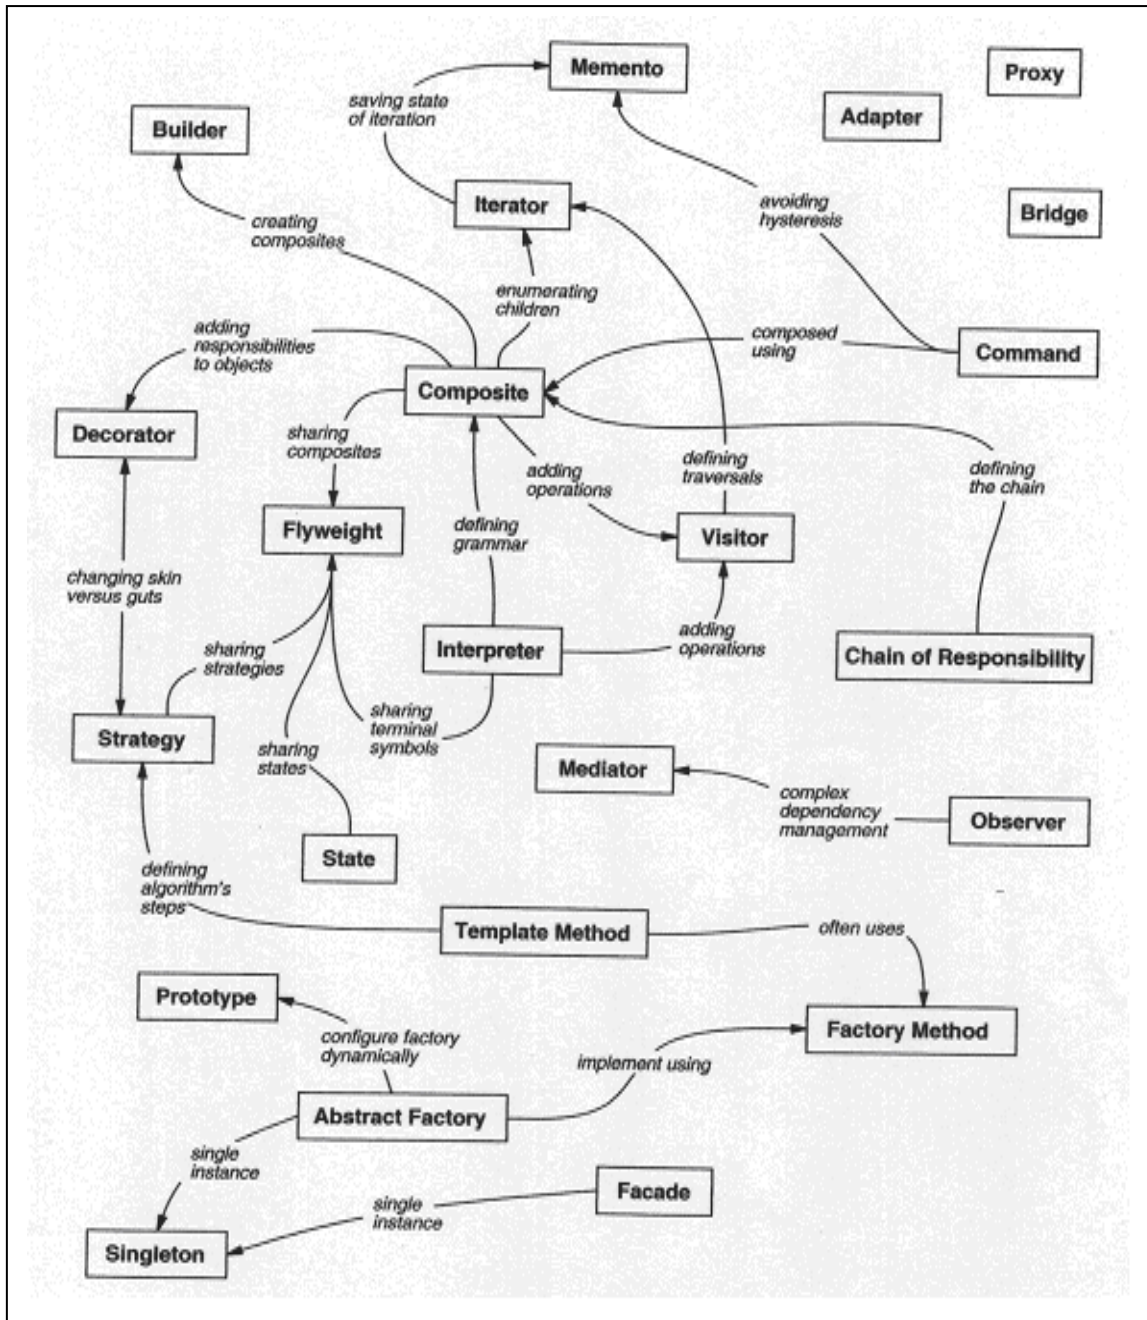 Memento
Proxy
Adapter
saving state
of iteration
Builder
Iterator
avoiding
hysteresis
Bridge
creating
composites
enumerating
children
adding
responsibilities
to objects
composed
using
Command
Composite
Decorator
sharing
composites
adding
operations
defining
traversals
defining
the chain
Flyweight
defining
grammar
Visitor
changing skin
versus guts
sharing
strategies
Interpreter
adding
operations
Chain of Responsibility
Strategy
sharing
terminal
symbols
sharing
states
Mediator
complex
dependency
management
Observer
State
defining
algorithm's
steps
Template Method
often uses
Prototype
Factory Method
configure factory
dynamically
implement using
Abstract Factory
single
instance
Facade
single
instance
Singleton